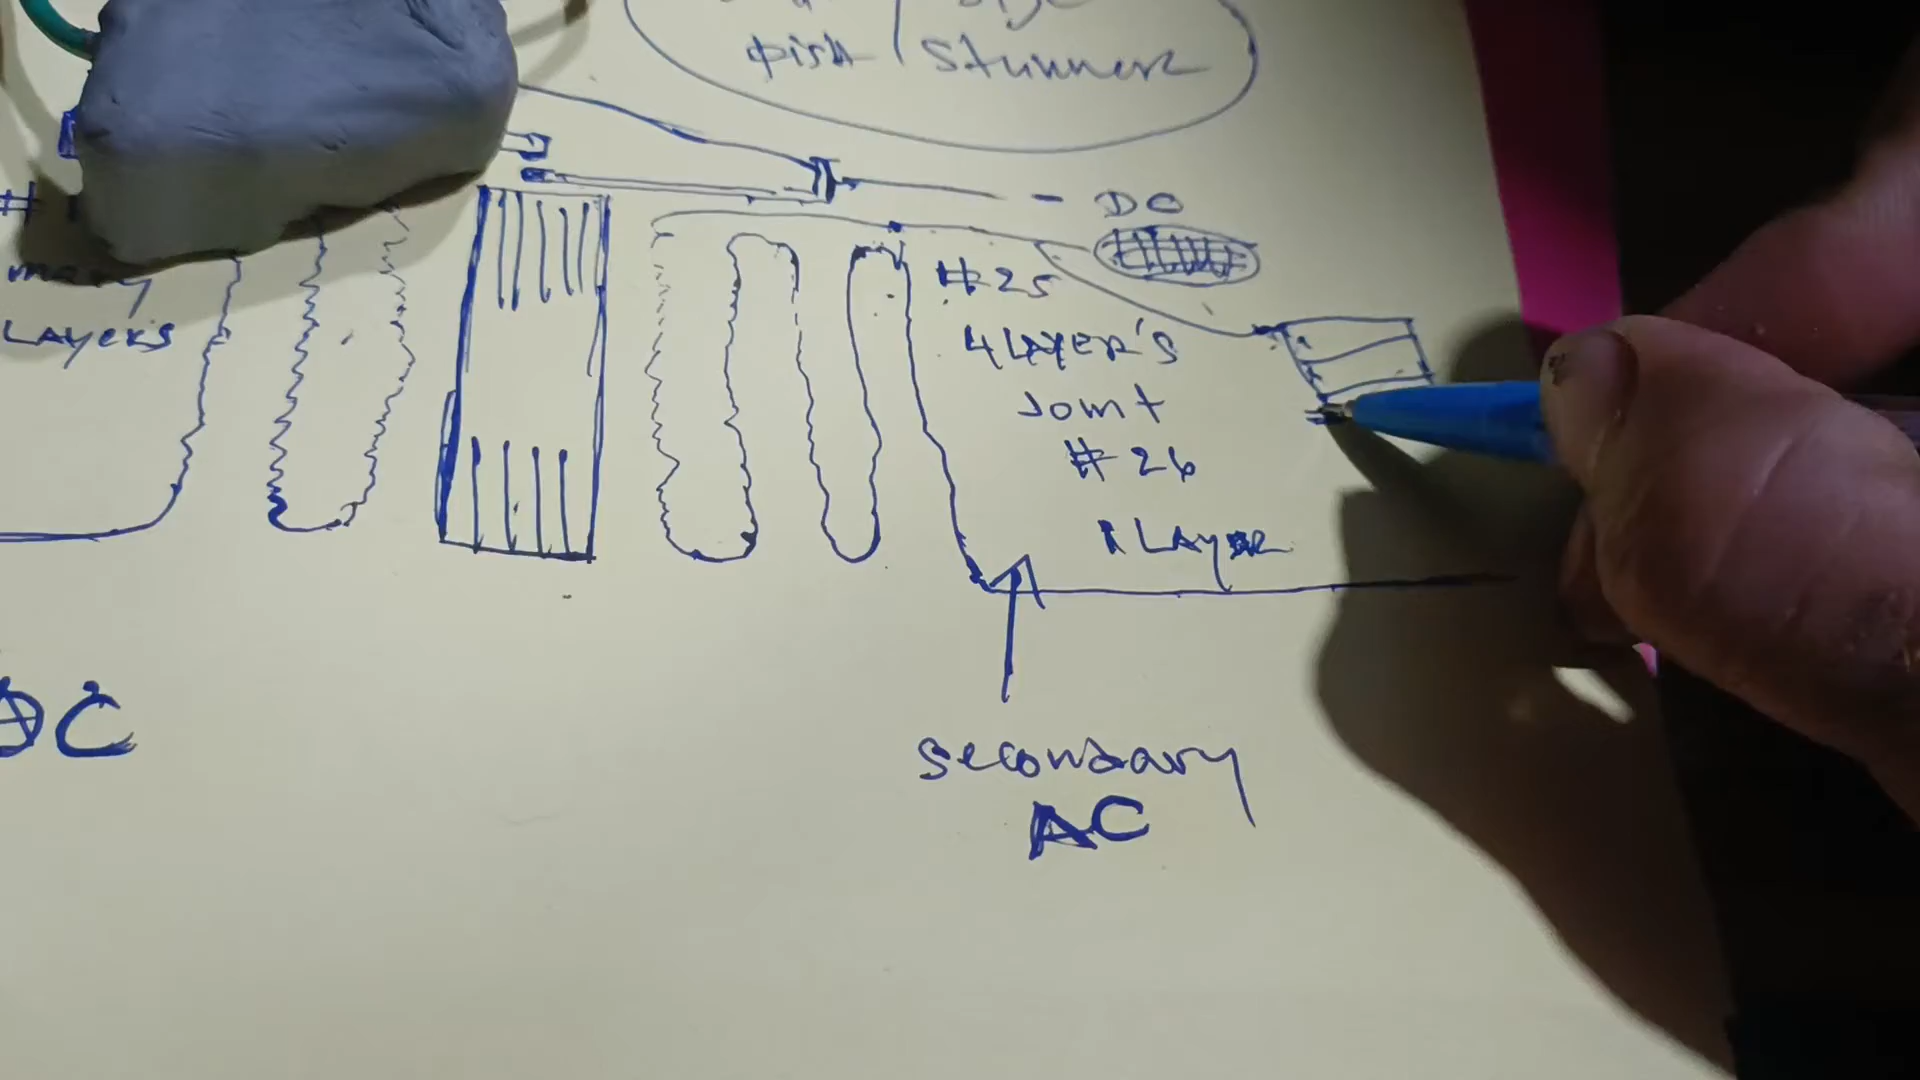 FISH STUNNER
DC
#
#25
LAYERS
4 LAYER'S
Joint
#26
1 LAYER
DC
secondary
AC